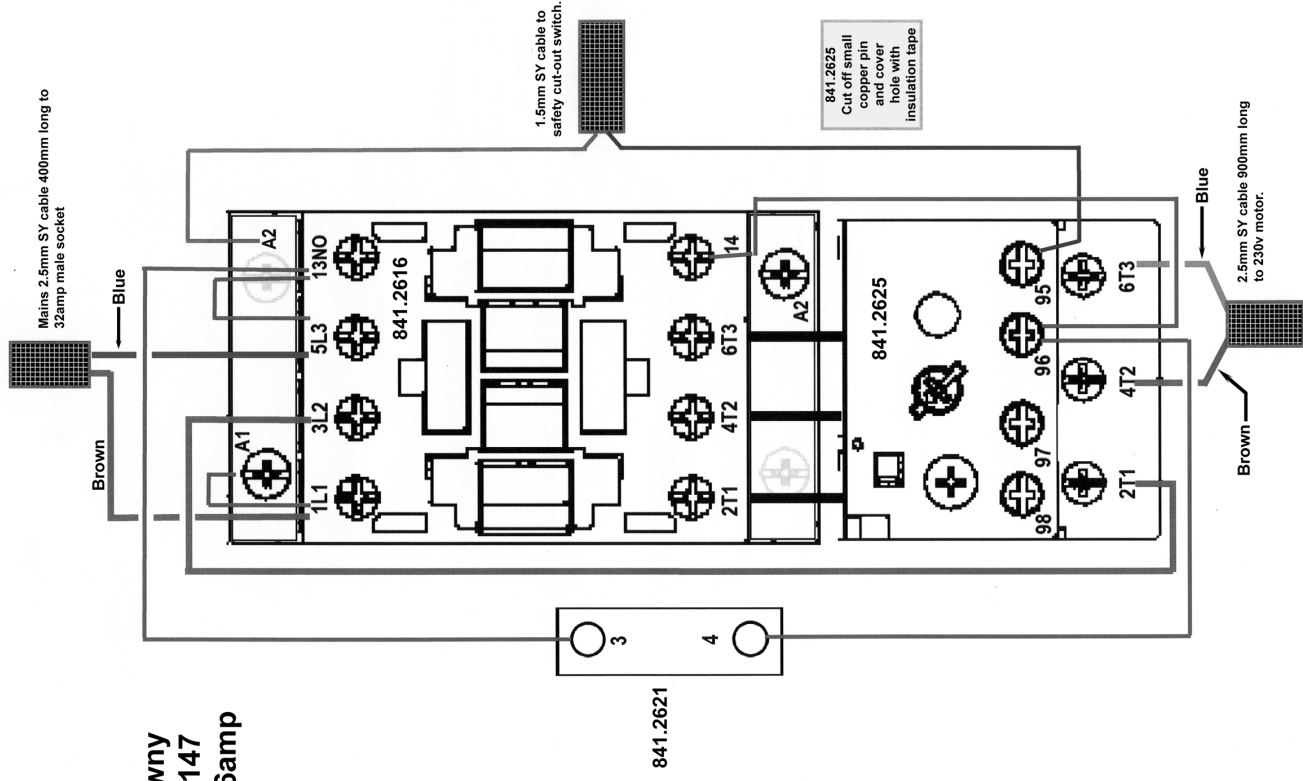 Mains 2.5mm SY cable 400mm long to
32amp male socket
Blue
Brown
1.5mm SY cable to
safety cut-out switch.
841.2625
Cut off small
copper pin
and cover
hole with
insulation tape
A2
A1
13NO
5L3
3L2
1L1
841.2616
14
6T3
4T2
2T1
A2
841.2625
95
96
97
98
6T3
4T2
2T1
Blue
2.5mm SY cable 900mm long
to 230v motor.
Brown
3
4
841.2621
wny
147
6amp